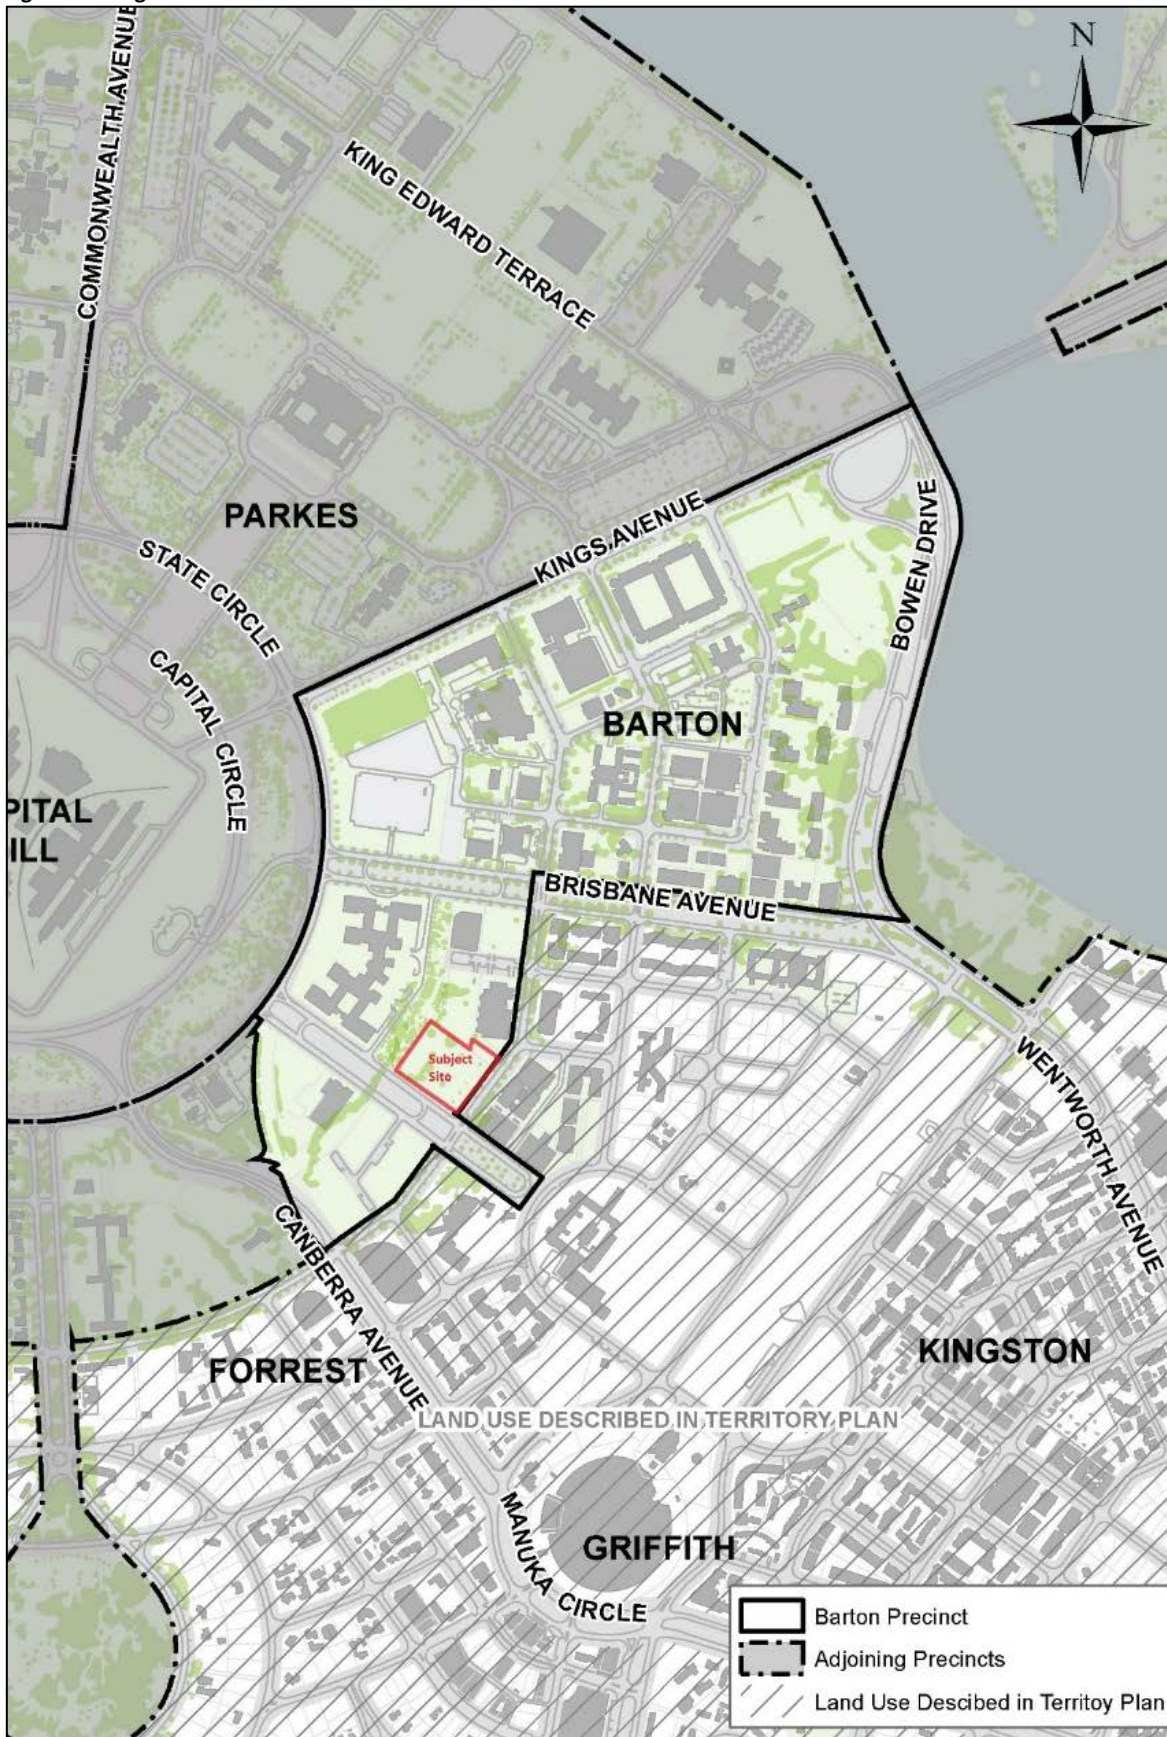 COMMONWEALTH AVENUE
N
KING EDWARD TERRACE
PARKES
KINGS AVENUE
STATE CIRCLE
BOWEN DRIVE
CAPITAL CIRCLE
BARTON
PITAL
ILL
BRISBANE AVENUE
Subject
Site
WENTWORTH AVENUE
CANBERRA AVENUE
KINGSTON
FORREST
LAND USE DESCRIBED IN TERRITORY PLAN
MANUKA CIRCLE
GRIFFITH
Barton Precinct
Adjoining Precincts
Land Use Descibed in Territoy Plan